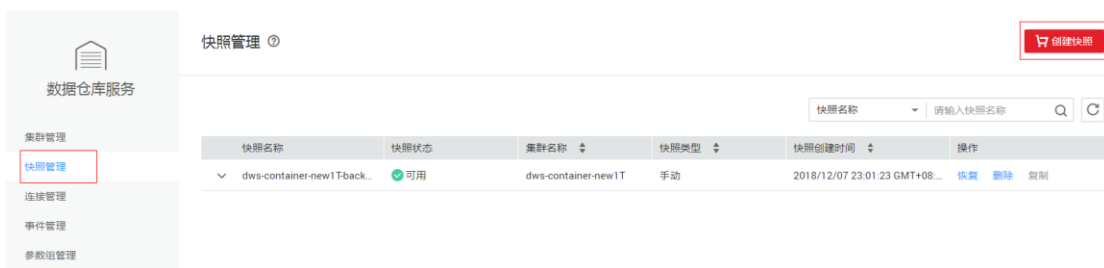 数据仓库服务
集群管理
快照管理
连接管理
事件管理
参数组管理
快照管理
创建快照
快照名称 请输入快照名称
快照名称 快照状态 集群名称 快照类型 快照创建时间 操作
dws-container-new1T-back... 可用 dws-container-new1T 手动 2018/12/07 23:01:23 GMT+08:... 恢复 删除 复制